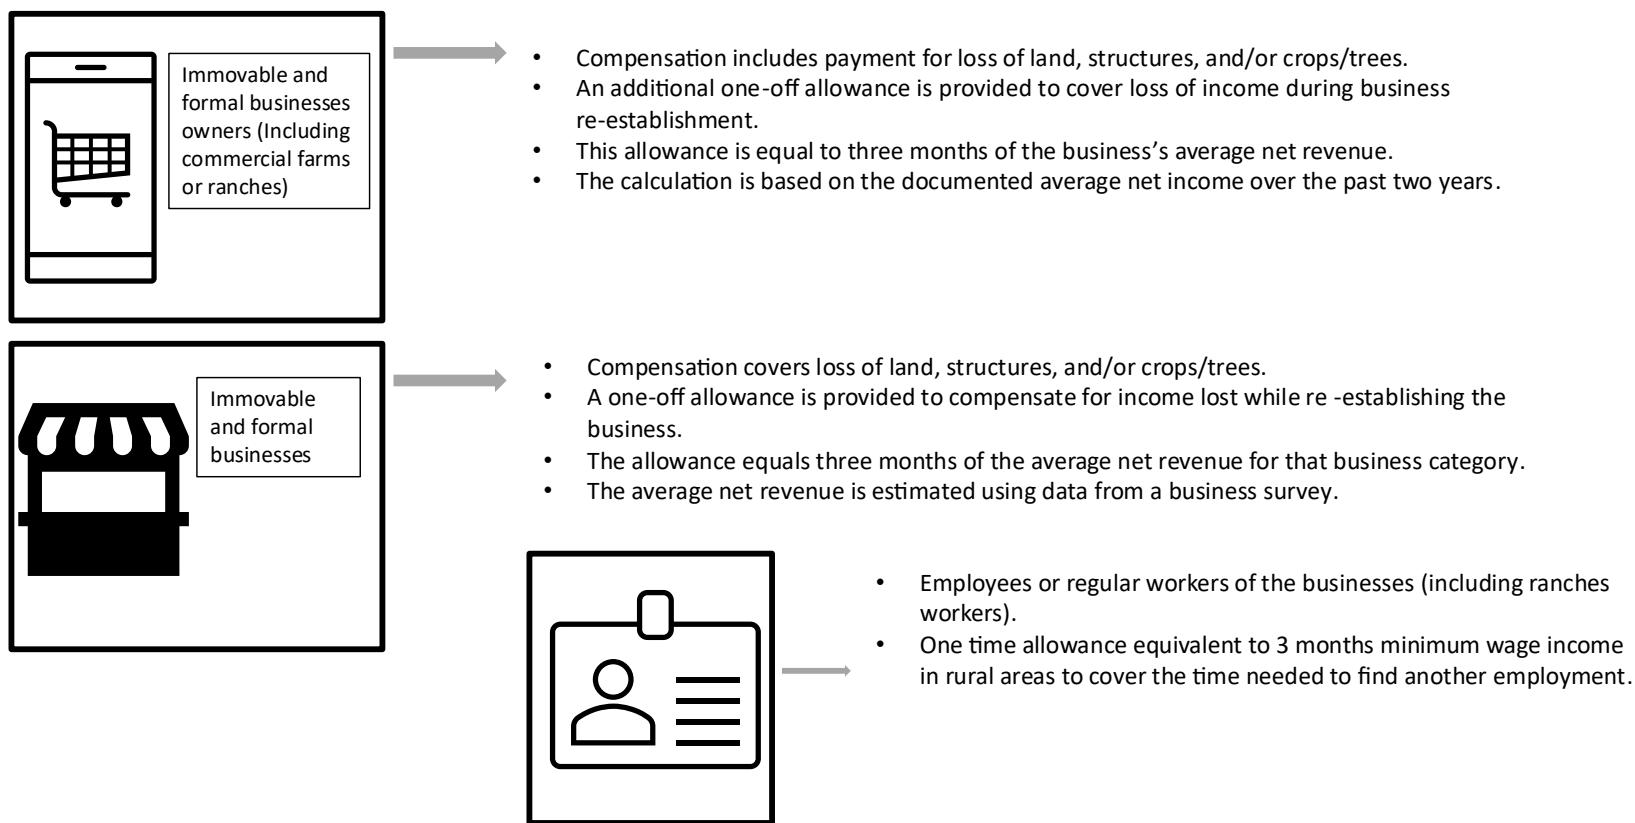 Immovable and
formal businesses
owners (Including
commercial farms
or ranches)
• Compensation includes payment for loss of land, structures, and/or crops/trees.
• An additional one-off allowance is provided to cover loss of income during business
re-establishment.
• This allowance is equal to three months of the business's average net revenue.
• The calculation is based on the documented average net income over the past two years.
Immovable
and formal
businesses
• Compensation covers loss of land, structures, and/or crops/trees.
• A one-off allowance is provided to compensate for income lost while re -establishing the
business.
• The allowance equals three months of the average net revenue for that business category.
• The average net revenue is estimated using data from a business survey.
• Employees or regular workers of the businesses (including ranches
workers).
• One time allowance equivalent to 3 months minimum wage income
in rural areas to cover the time needed to find another employment.